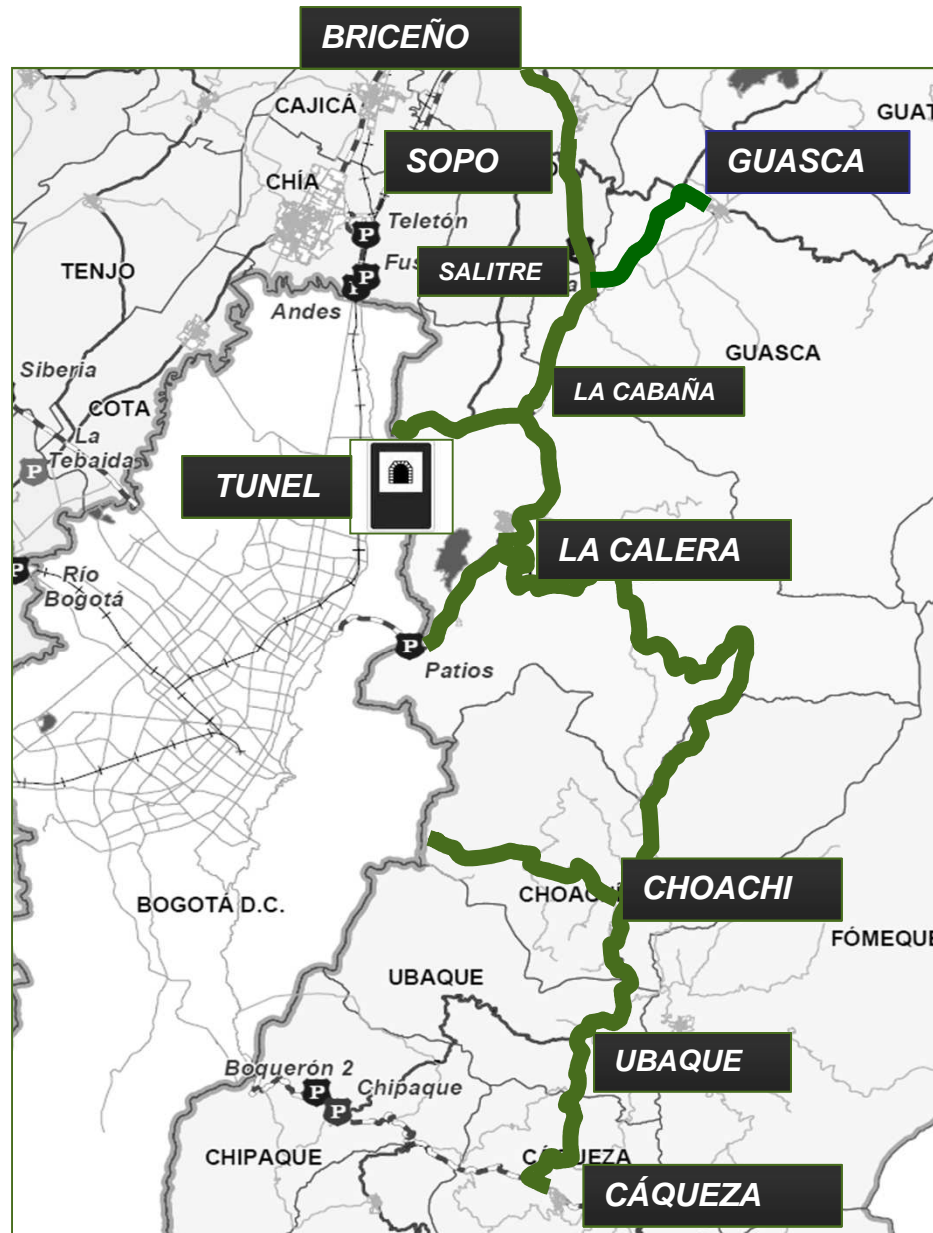 BRICEÑO
CAJICÁ
GUAT
SOPO
GUASCA
CHÍA
P
Teletón
P
Fus
TENJO
SALITRE
Andes
GUASCA
Siberia
COTA
LA CABAÑA
La
P
Tebaida
TUNEL
LA CALERA
P
Río
Bogotá
P
Patios
BOGOTÁ D.C.
CHOACHI
FÓMEQUE
UBAQUE
UBAQUE
Boquerón 2
P
Chipaque
P
CHIPAQUE
CÁQUEZA